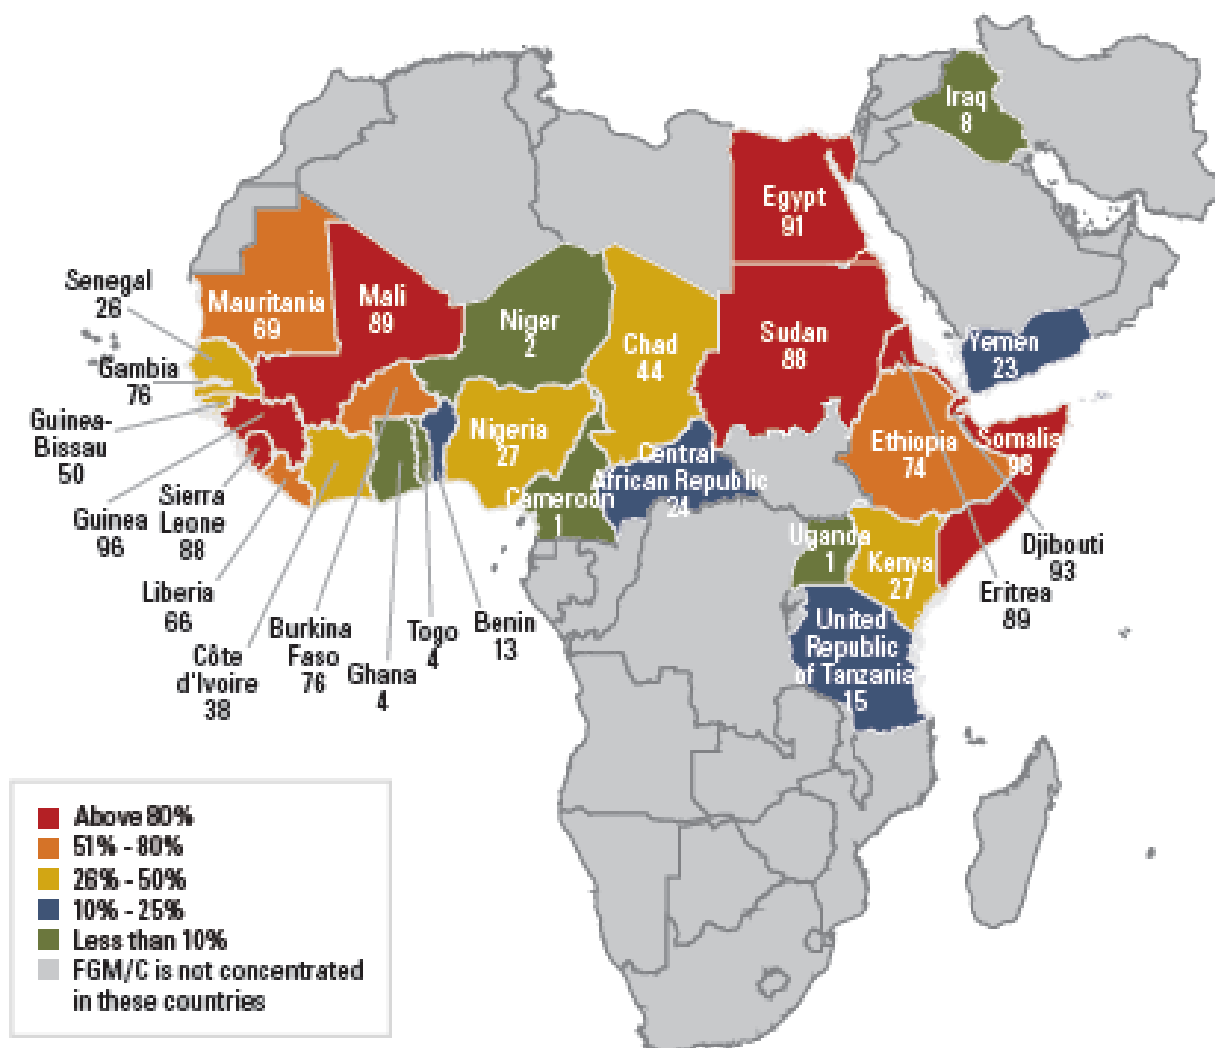 Iraq
8
Egypt
91
Senegal
26
Mauritania
69
Mali
89
Niger
2
Chad
44
Sudan
88
Yemen
23
Gambia
76
Guinea-
Bissau
50
Nigeria
27
Central
African Republic
24
Ethiopia
74
Somalia
98
Guinea
96
Sierra
Leone
88
Cameroon
1
Uganda
1
Kenya
27
Djibouti
93
Eritrea
89
Liberia
66
Côte
d'Ivoire
38
Burkina
Faso
76
Ghana
4
Togo
4
Benin
13
United
Republic
of Tanzania
15
Above 80%
51% - 80%
26% - 50%
10% - 25%
Less than 10%
FGM/C is not concentrated
in these countries